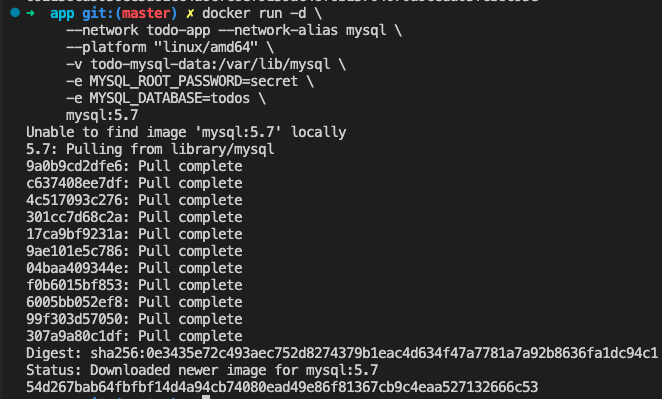 ➜ app git:(master) ✗ docker run -d \
--network todo-app --network-alias mysql \
--platform "linux/amd64" \
-v todo-mysql-data:/var/lib/mysql \
-e MYSQL_ROOT_PASSWORD=secret \
-e MYSQL_DATABASE=todos \
mysql:5.7
Unable to find image 'mysql:5.7' locally
5.7: Pulling from library/mysql
9a0b9cd2dfe6: Pull complete
c637408ee7df: Pull complete
4c517093c276: Pull complete
301cc7d68c2a: Pull complete
17ca9bf9231a: Pull complete
9ae101e5c786: Pull complete
04baa409344e: Pull complete
f0b6015bf853: Pull complete
6005bb052ef8: Pull complete
99f303d57050: Pull complete
307a9a80c1df: Pull complete
Digest: sha256:0e3435e72c493aec752d8274379b1eac4d634f47a7781a7a92b8636fa1dc94c1
Status: Downloaded newer image for mysql:5.7
54d267bab64fbfbf14d4a94cb74080ead49e86f81367cb9c4eaa527132666c53